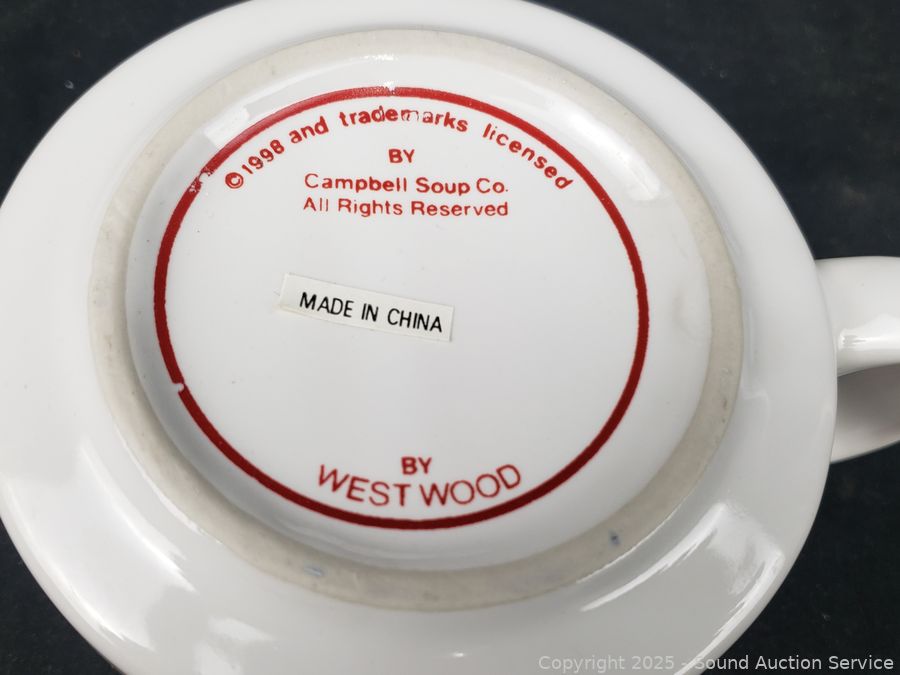 ©1998 and trademarks licensed
BY
Campbell Soup Co.
All Rights Reserved
MADE IN CHINA
BY
WESTWOOD
Copyright 2025 - Sound Auction Service